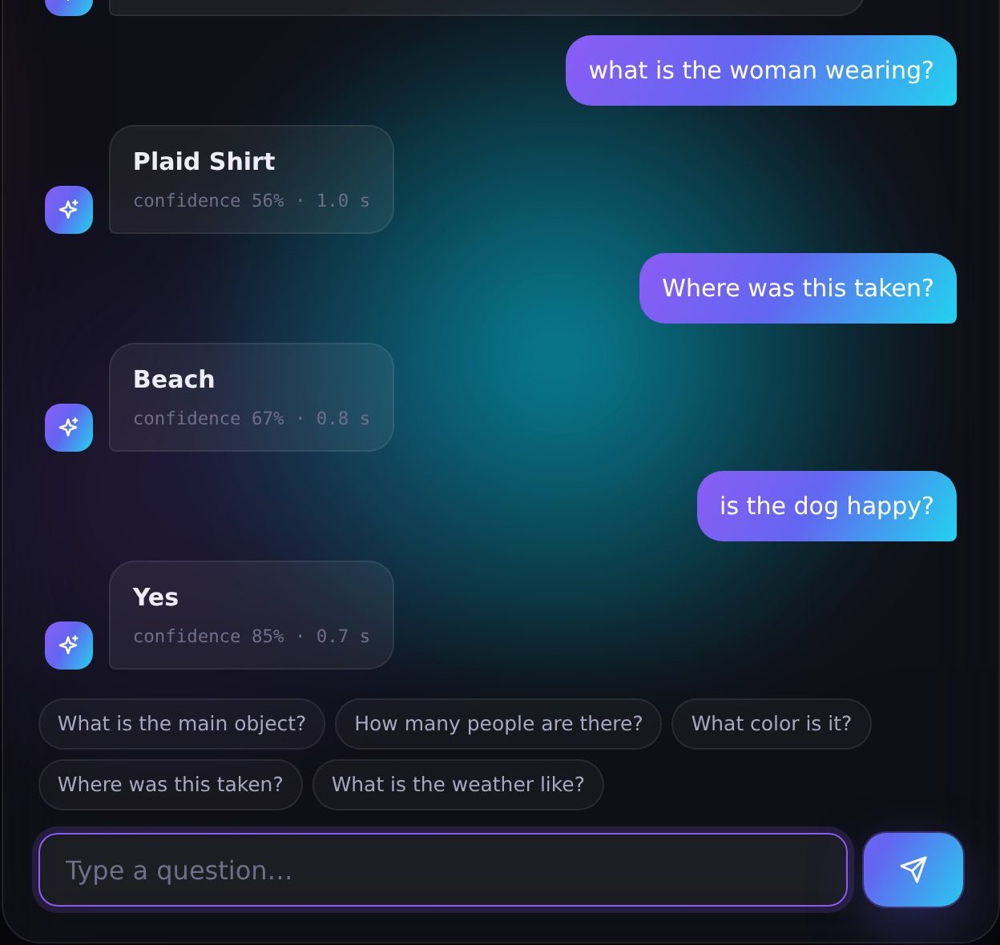 what is the woman wearing?
Plaid Shirt
confidence 56% · 1.0 s
Where was this taken?
Beach
confidence 67% · 0.8 s
is the dog happy?
Yes
confidence 85% · 0.7 s
What is the main object?
How many people are there?
What color is it?
Where was this taken?
What is the weather like?
Type a question...